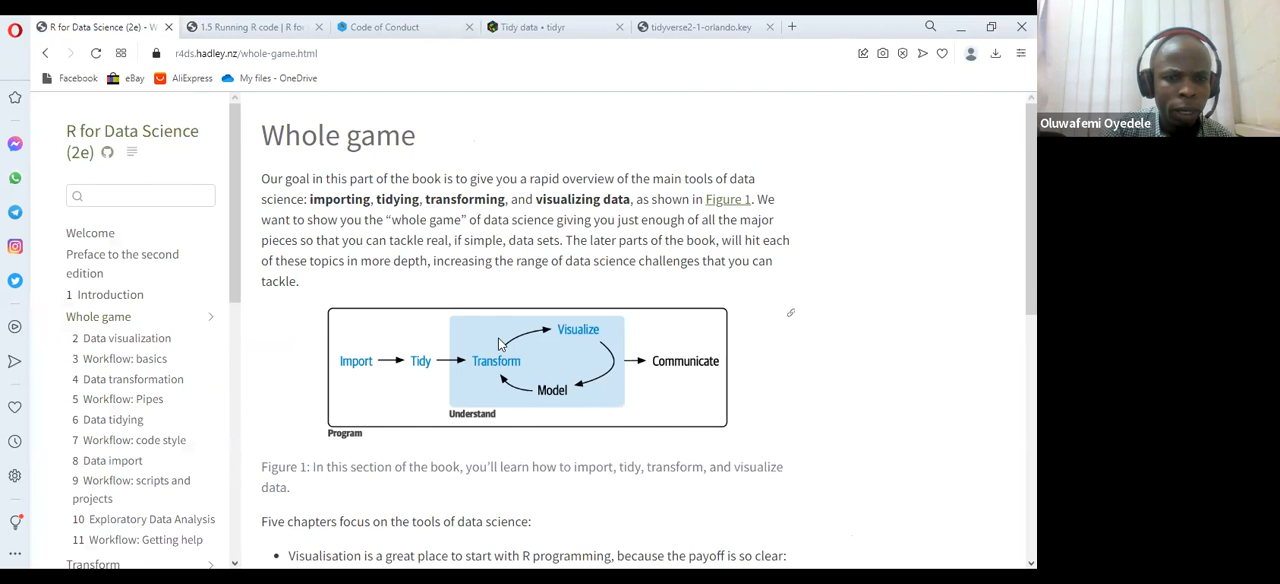 R for Data Science (2e) - W
1.5 Running R code | R for
Code of Conduct
Tidy data • tidyr
tidyverse2-1-orlando.key
r4ds.hadley.nz/whole-game.html
Facebook
eBay
AliExpress
My files - OneDrive
Oluwafemi Oyedele
R for Data Science
(2e)
Welcome
Preface to the second
edition
1 Introduction
Whole game
2 Data visualization
3 Workflow: basics
4 Data transformation
5 Workflow: Pipes
6 Data tidying
7 Workflow: code style
8 Data import
9 Workflow: scripts and
projects
10 Exploratory Data Analysis
11 Workflow: Getting help
Transform
Whole game
Our goal in this part of the book is to give you a rapid overview of the main tools of data
science: importing, tidying, transforming, and visualizing data, as shown in Figure 1. We
want to show you the “whole game” of data science giving you just enough of all the major
pieces so that you can tackle real, if simple, data sets. The later parts of the book, will hit each
of these topics in more depth, increasing the range of data science challenges that you can
tackle.
Import
Tidy
Transform
Visualize
Model
Communicate
Understand
Program
Figure 1: In this section of the book, you’ll learn how to import, tidy, transform, and visualize
data.
Five chapters focus on the tools of data science:
• Visualisation is a great place to start with R programming, because the payoff is so clear: